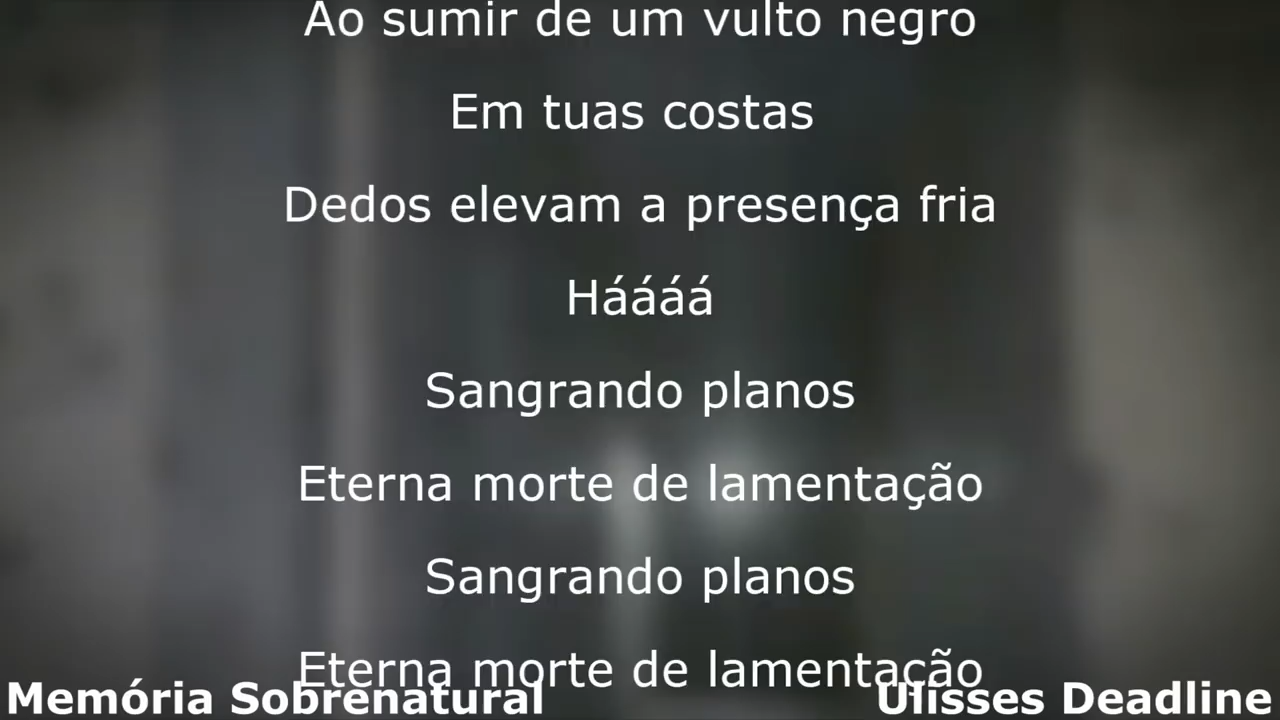 Ao sumir de um vulto negro
Em tuas costas
Dedos elevam a presença fria
Háááá
Sangrando planos
Eterna morte de lamentação
Sangrando planos
Eterna morte de lamentação
Memória Sobrenatural
Ulisses Deadline